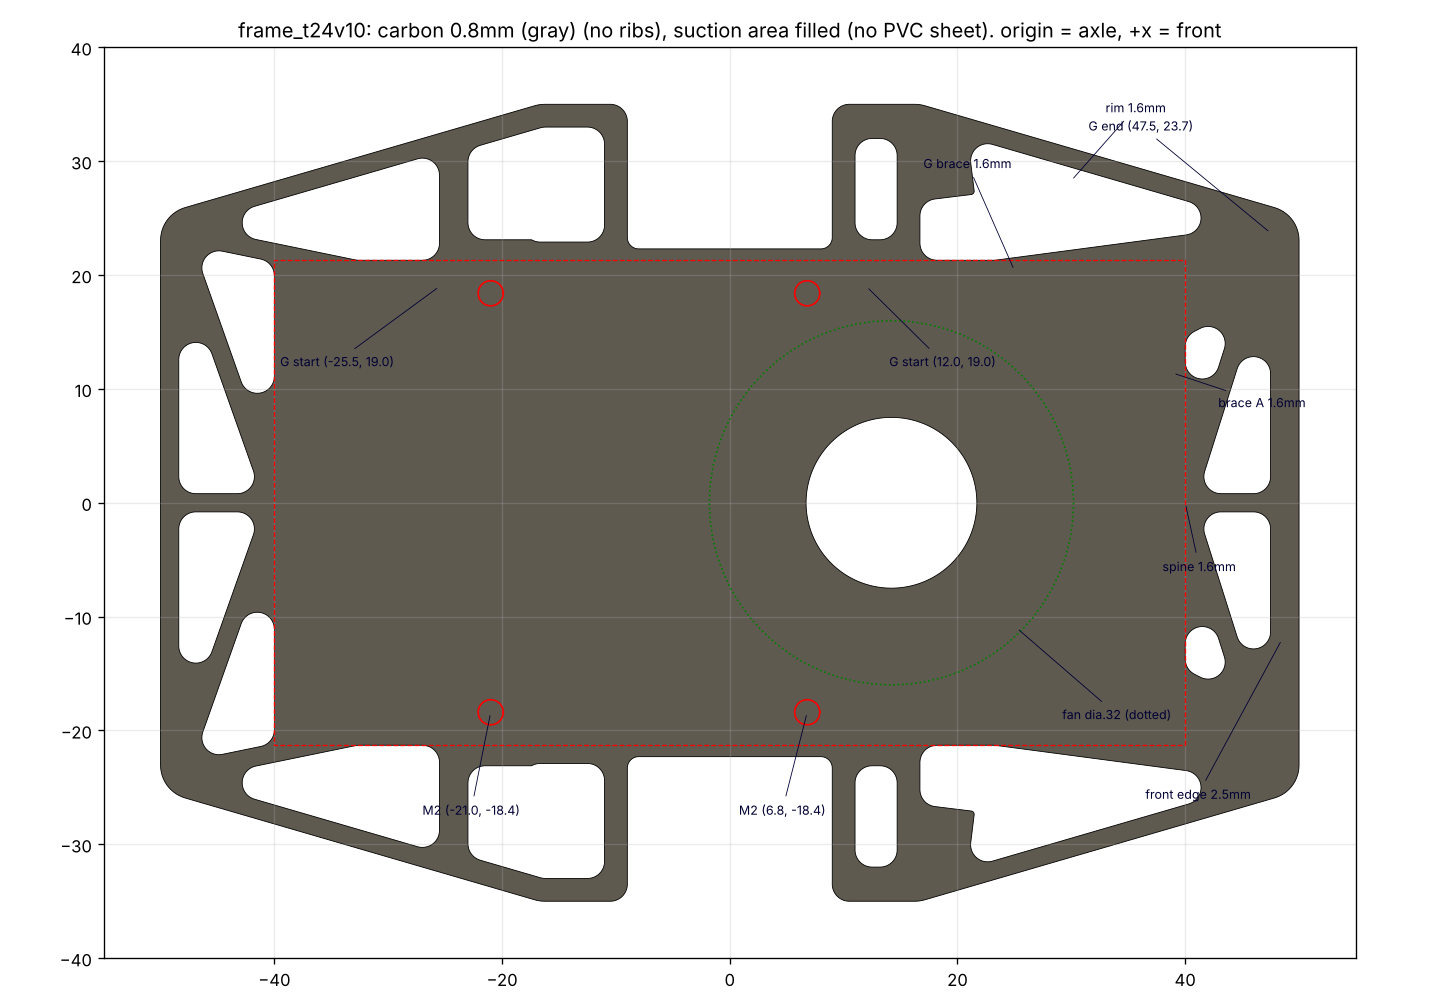 frame_t24v10: carbon 0.8mm (gray) (no ribs), suction area filled (no PVC sheet). origin = axle, +x = front
40
rim 1.6mm
G end (47.5, 23.7)
30
G brace 1.6mm
20
G start (-25.5, 19.0)
G start (12.0, 19.0)
10
brace A 1.6mm
0
spine 1.6mm
−10
fan dia.32 (dotted)
−20
front edge 2.5mm
M2 (-21.0, -18.4)
M2 (6.8, -18.4)
−30
−40
−40
−20
0
20
40